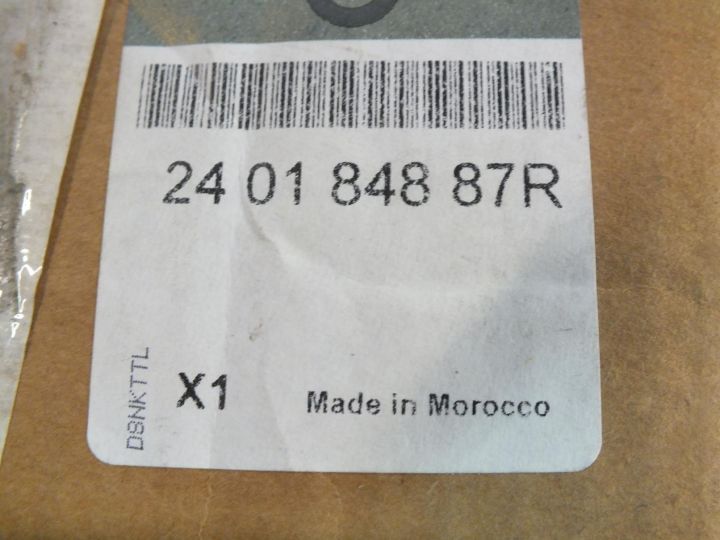 24 01 848 87R
D8NKTTL
X1
Made in Morocco